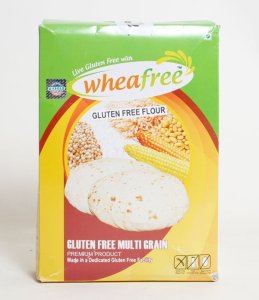 Live Gluten Free with
wheafree
GLUTEN FREE FLOUR
GLUTEN FREE MULTI GRAIN
PREMIUM PRODUCT
Made in a Dedicated Gluten Free Facility